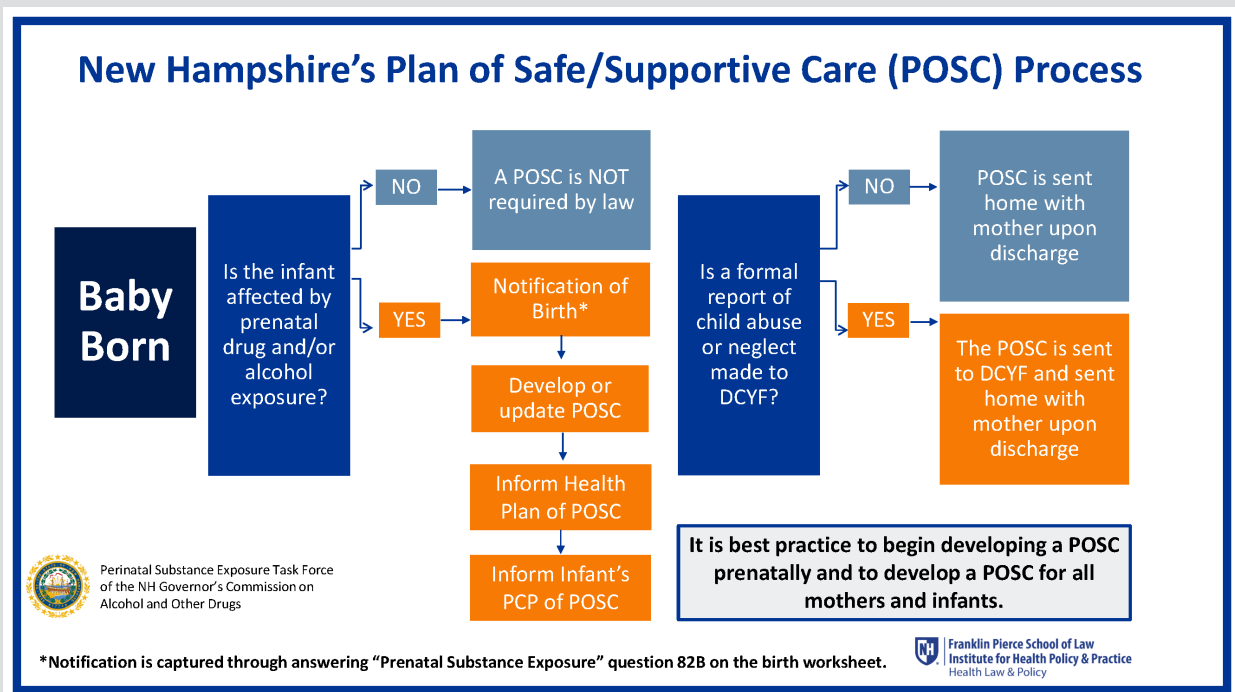 New Hampshire's Plan of Safe/Supportive Care (POSC) Process
Baby
Born
Is the infant
affected by
prenatal
drug and/or
alcohol
exposure?
NO
A POSC is NOT
required by law
YES
Notification of
Birth*
Develop or
update POSC
Inform Health
Plan of POSC
Inform Infant's
PCP of POSC
Is a formal
report of
child abuse
or neglect
made to
DCYF?
NO
POSC is sent
home with
mother upon
discharge
YES
The POSC is sent
to DCYF and sent
home with
mother upon
discharge
It is best practice to begin developing a POSC
prenatally and to develop a POSC for all
mothers and infants.
Perinatal Substance Exposure Task Force
of the NH Governor's Commission on
Alcohol and Other Drugs
*Notification is captured through answering "Prenatal Substance Exposure" question 82B on the birth worksheet.
NH
Franklin Pierce School of Law
Institute for Health Policy & Practice
Health Law & Policy